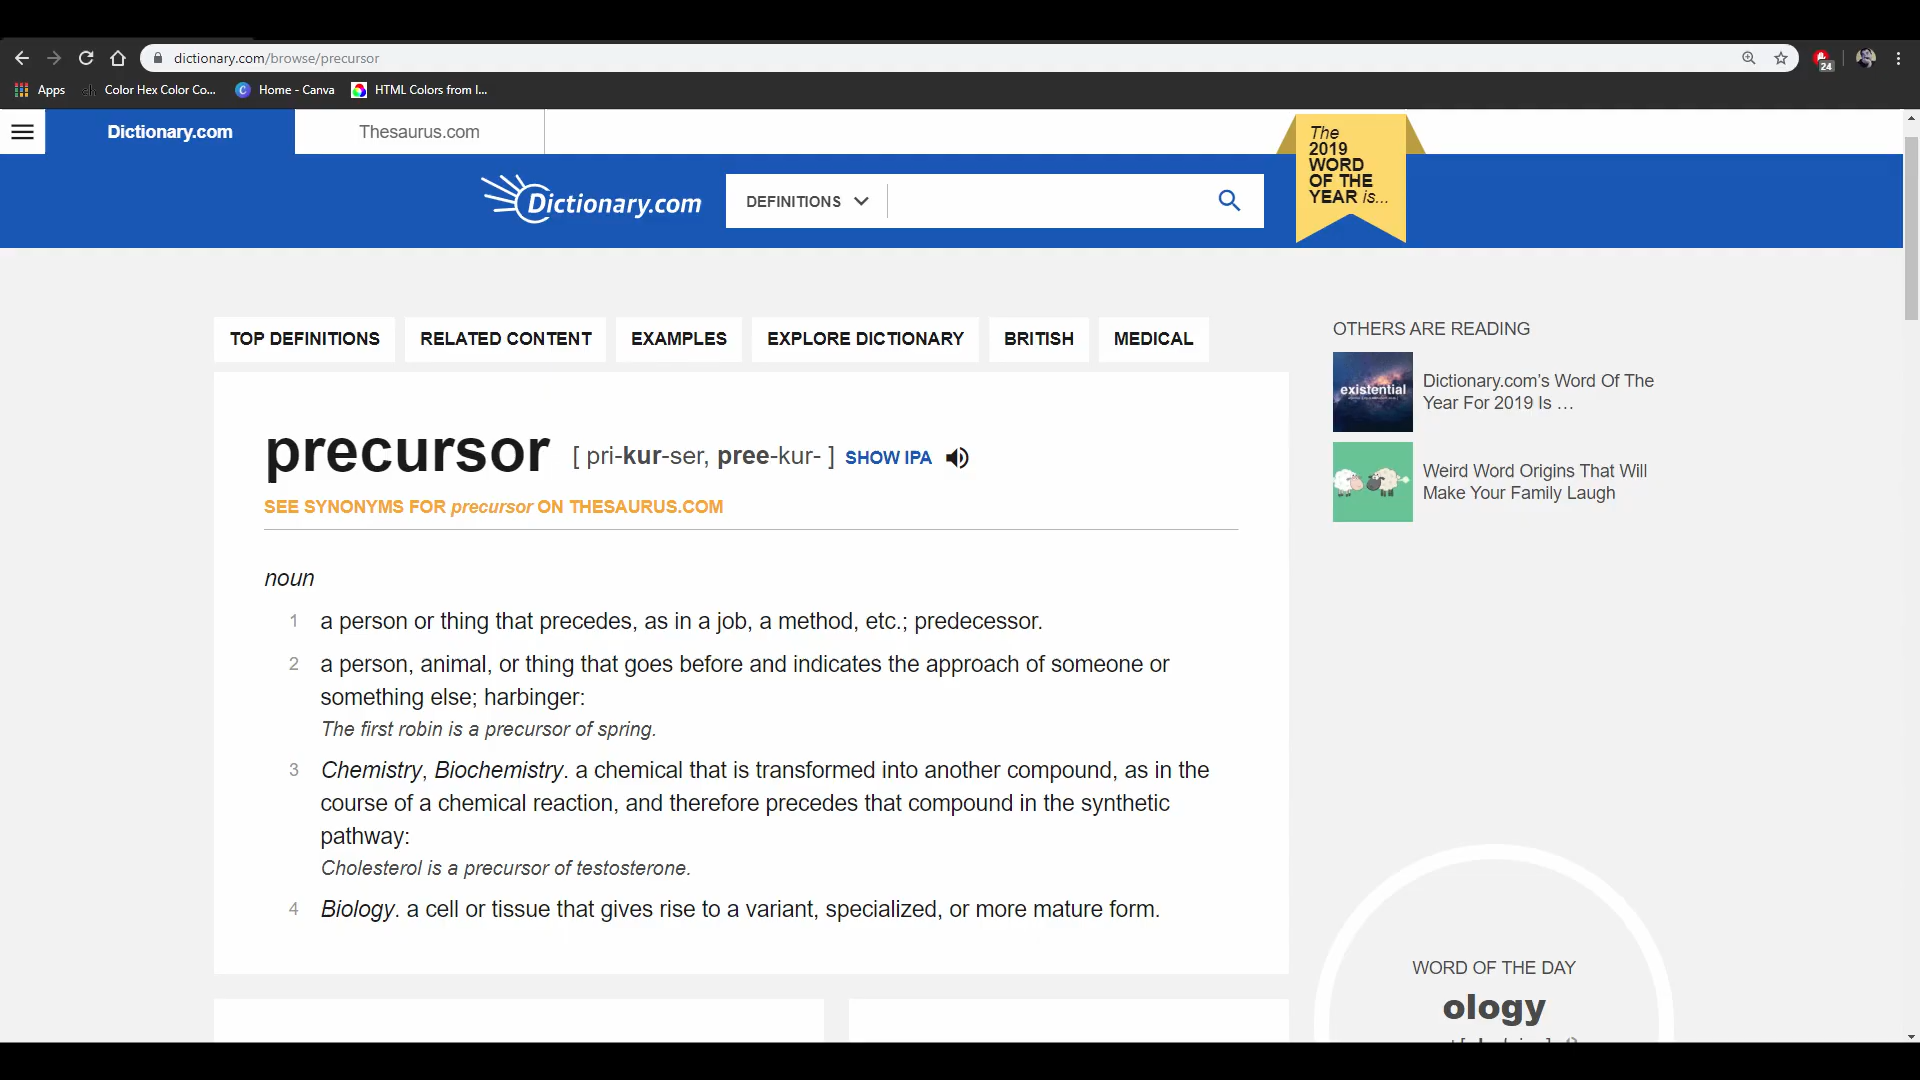 dictionary.com/browse/precursor
24
Apps
Color Hex Color Co...
Home - Canva
HTML Colors from I...
Dictionary.com
Thesaurus.com
Dictionary.com
DEFINITIONS
The
2019
WORD
OF THE
YEAR is...
TOP DEFINITIONS
RELATED CONTENT
EXAMPLES
EXPLORE DICTIONARY
BRITISH
MEDICAL
precursor [ pri-kur-ser, pree-kur- ] SHOW IPA
SEE SYNONYMS FOR precursor ON THESAURUS.COM
noun
1 a person or thing that precedes, as in a job, a method, etc.; predecessor.
2 a person, animal, or thing that goes before and indicates the approach of someone or
something else; harbinger:
The first robin is a precursor of spring.
3 Chemistry, Biochemistry. a chemical that is transformed into another compound, as in the
course of a chemical reaction, and therefore precedes that compound in the synthetic
pathway:
Cholesterol is a precursor of testosterone.
4 Biology. a cell or tissue that gives rise to a variant, specialized, or more mature form.
OTHERS ARE READING
existential
Dictionary.com’s Word Of The
Year For 2019 Is …
Weird Word Origins That Will
Make Your Family Laugh
WORD OF THE DAY
ology